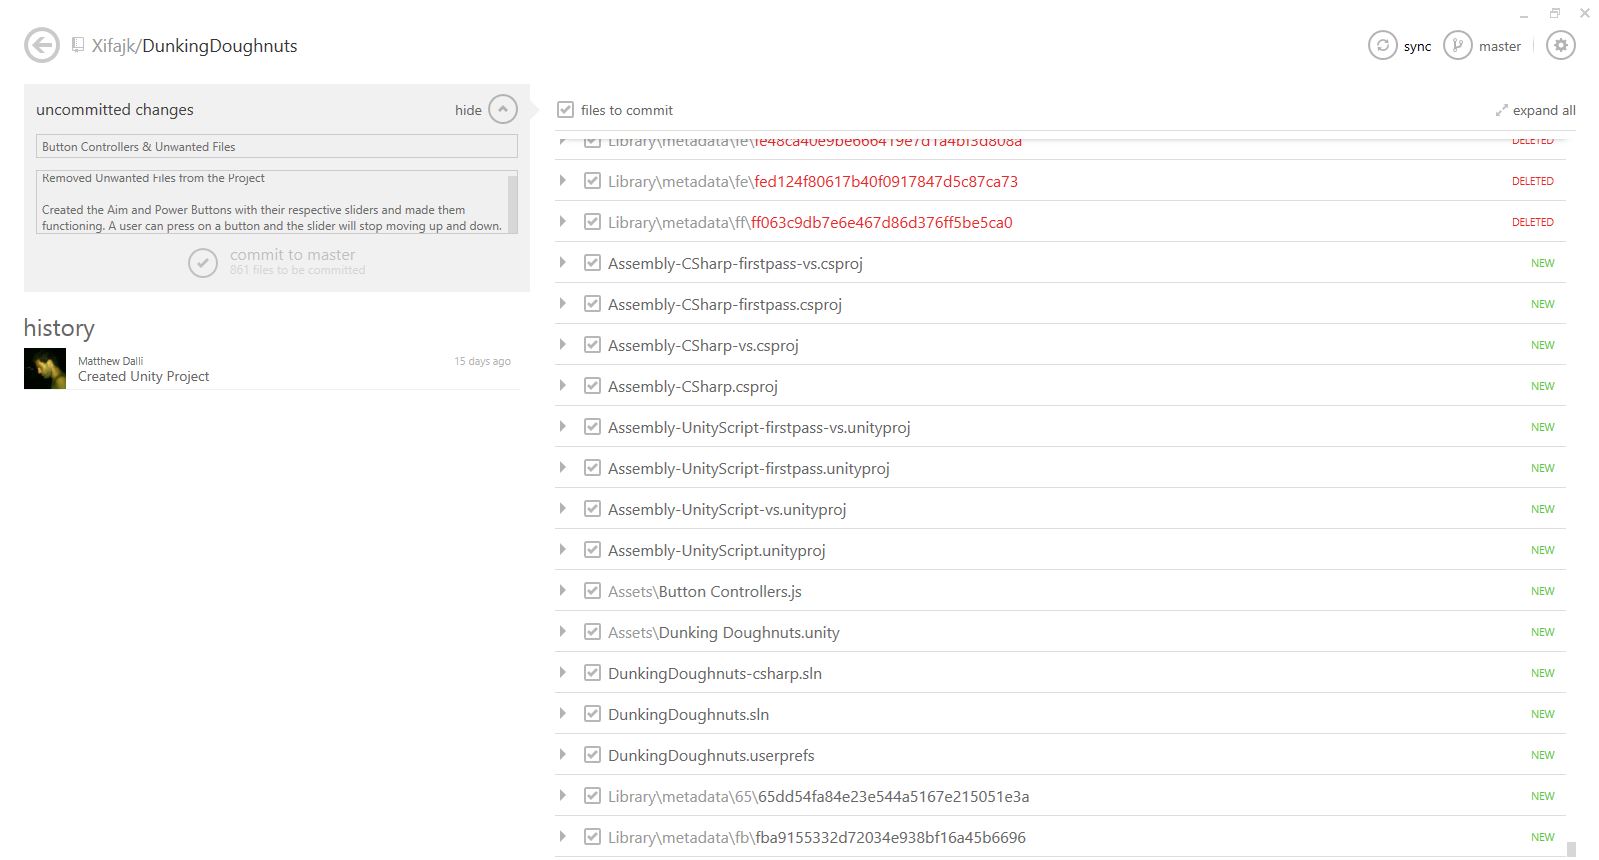 Xifajk/DunkingDoughnuts
sync
master
uncommitted changes
hide
Button Controllers & Unwanted Files
Removed Unwanted Files from the Project
Created the Aim and Power Buttons with their respective sliders and made them
functioning. A user can press on a button and the slider will stop moving up and down.
commit to master
861 files to be committed
history
Matthew Dalli
15 days ago
Created Unity Project
files to commit
expand all
Library\metadata\fe\fe48ca40e9be666419e7d1a4bf3d808a DELETED
Library\metadata\fe\fed124f80617b40f0917847d5c87ca73 DELETED
Library\metadata\ff\ff063c9db7e6e467d86d376ff5be5ca0 DELETED
Assembly-CSharp-firstpass-vs.csproj NEW
Assembly-CSharp-firstpass.csproj NEW
Assembly-CSharp-vs.csproj NEW
Assembly-CSharp.csproj NEW
Assembly-UnityScript-firstpass-vs.unityproj NEW
Assembly-UnityScript-firstpass.unityproj NEW
Assembly-UnityScript-vs.unityproj NEW
Assembly-UnityScript.unityproj NEW
Assets\Button Controllers.js NEW
Assets\Dunking Doughnuts.unity NEW
DunkingDoughnuts-csharp.sln NEW
DunkingDoughnuts.sln NEW
DunkingDoughnuts.userprefs NEW
Library\metadata\65\65dd54fa84e23e544a5167e215051e3a NEW
Library\metadata\fb\fba9155332d72034e938bf16a45b6696 NEW